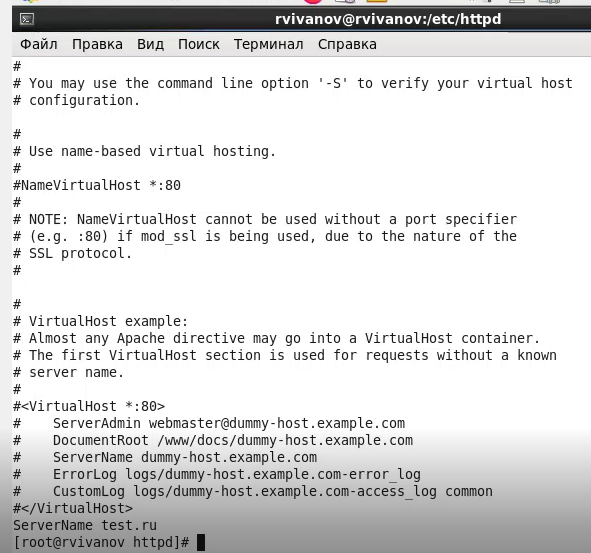 rvivanov@rvivanov:/etc/httpd
Файл Правка Вид Поиск Терминал Справка
#
# You may use the command line option '-S' to verify your virtual host
# configuration.
#
# Use name-based virtual hosting.
#
#NameVirtualHost *:80
#
# NOTE: NameVirtualHost cannot be used without a port specifier
# (e.g. :80) if mod_ssl is being used, due to the nature of the
# SSL protocol.
#
#
# VirtualHost example:
# Almost any Apache directive may go into a VirtualHost container.
# The first VirtualHost section is used for requests without a known
# server name.
#
#<VirtualHost *:80>
#    ServerAdmin webmaster@dummy-host.example.com
#    DocumentRoot /www/docs/dummy-host.example.com
#    ServerName dummy-host.example.com
#    ErrorLog logs/dummy-host.example.com-error_log
#    CustomLog logs/dummy-host.example.com-access_log common
#</VirtualHost>
ServerName test.ru
[root@rvivanov httpd]#